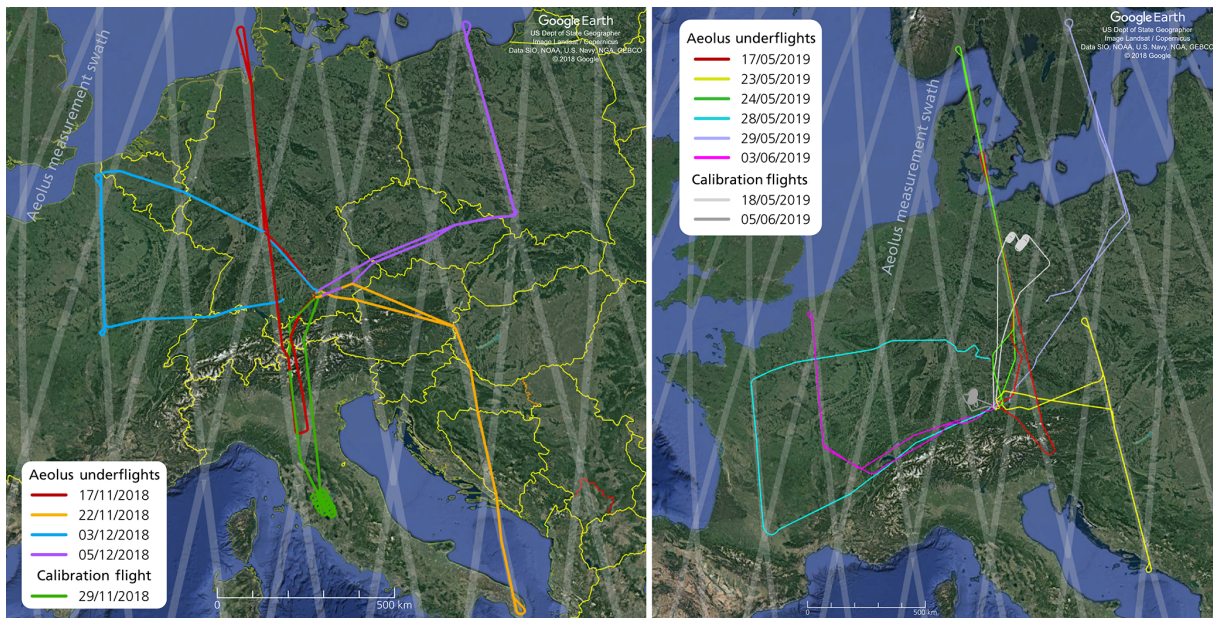 Google Earth
US Dept of State Geographer
Image Landsat / Copernicus
Data SIO, NOAA, U.S. Navy, NGA, GEBCO
© 2018 Google
Aeolus measurement swath
Aeolus underflights
17/11/2018
22/11/2018
03/12/2018
05/12/2018
Calibration flight
29/11/2018
0
500 km
Google Earth
US Dept of State Geographer
Image Landsat / Copernicus
Data SIO, NOAA, U.S. Navy, NGA, GEBCO
© 2018 Google
Aeolus measurement swath
Aeolus underflights
17/05/2019
23/05/2019
24/05/2019
28/05/2019
29/05/2019
03/06/2019
Calibration flights
18/05/2019
05/06/2019
0
500 km